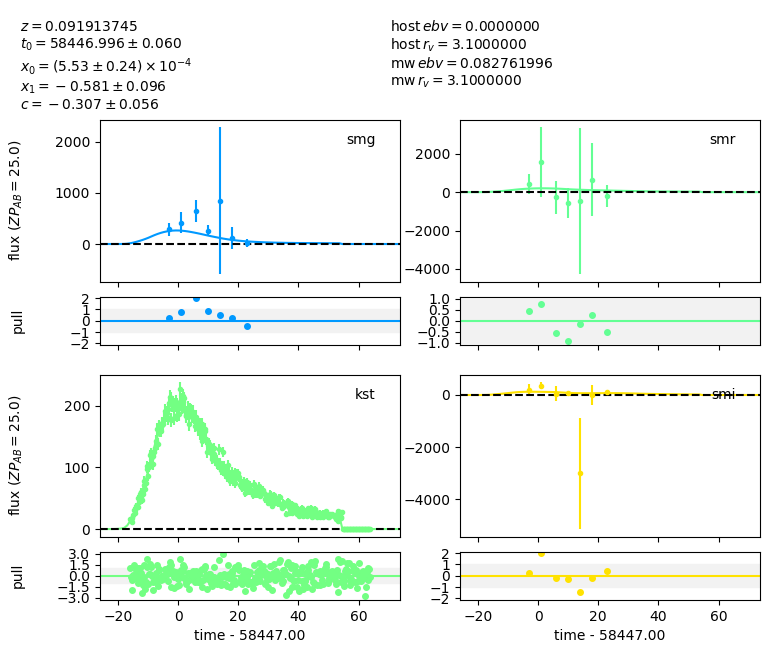 z = 0.091913745
t₀ = 58446.996 ± 0.060
x₀ = (5.53 ± 0.24) × 10⁻⁴
x₁ = −0.581 ± 0.096
c = −0.307 ± 0.056
host ebv = 0.0000000
host r_v = 3.1000000
mw ebv = 0.082761996
mw r_v = 3.1000000
smg
2000
1000
0
flux (ZP_AB = 25.0)
smr
2000
0
−2000
−4000
2
1
0
−1
−2
pull
1.0
0.5
0.0
−0.5
−1.0
kst
200
100
0
flux (ZP_AB = 25.0)
smi
0
−2000
−4000
3.0
1.5
0.0
−1.5
−3.0
pull
2
1
0
−1
−2
−20 0 20 40 60
time - 58447.00
−20 0 20 40 60
time - 58447.00